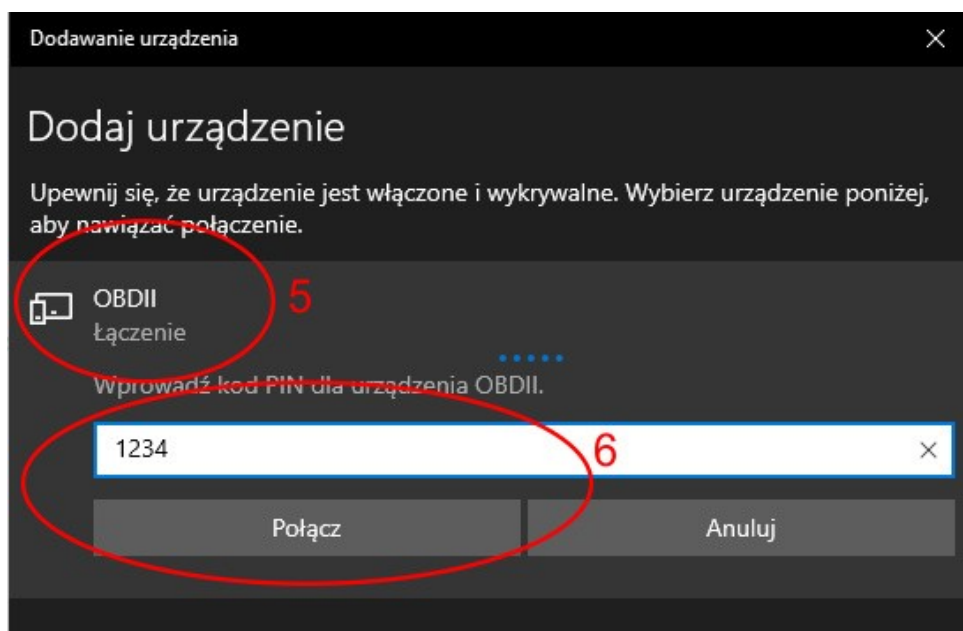 Dodawanie urządzenia
Dodaj urządzenie
Upewnij się, że urządzenie jest włączone i wykrywalne. Wybierz urządzenie poniżej,
aby nawiązać połączenie.
OBDII
5
Łączenie
Wprowadź kod PIN dla urządzenia OBDII.
1234
6
Połącz
Anuluj